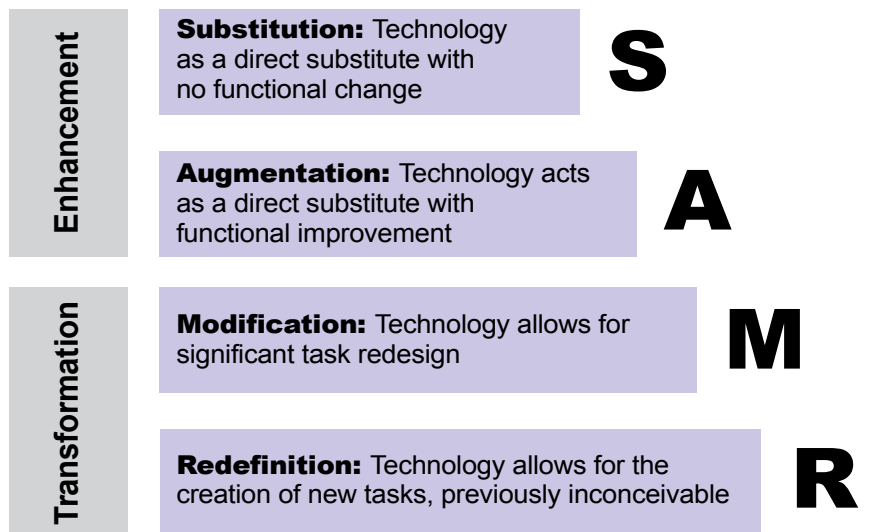 Enhancement
Substitution: Technology
as a direct substitute with
no functional change
S
Augmentation: Technology acts
as a direct substitute with
functional improvement
A
Transformation
Modification: Technology allows for
significant task redesign
M
Redefinition: Technology allows for the
creation of new tasks, previously inconceivable
R